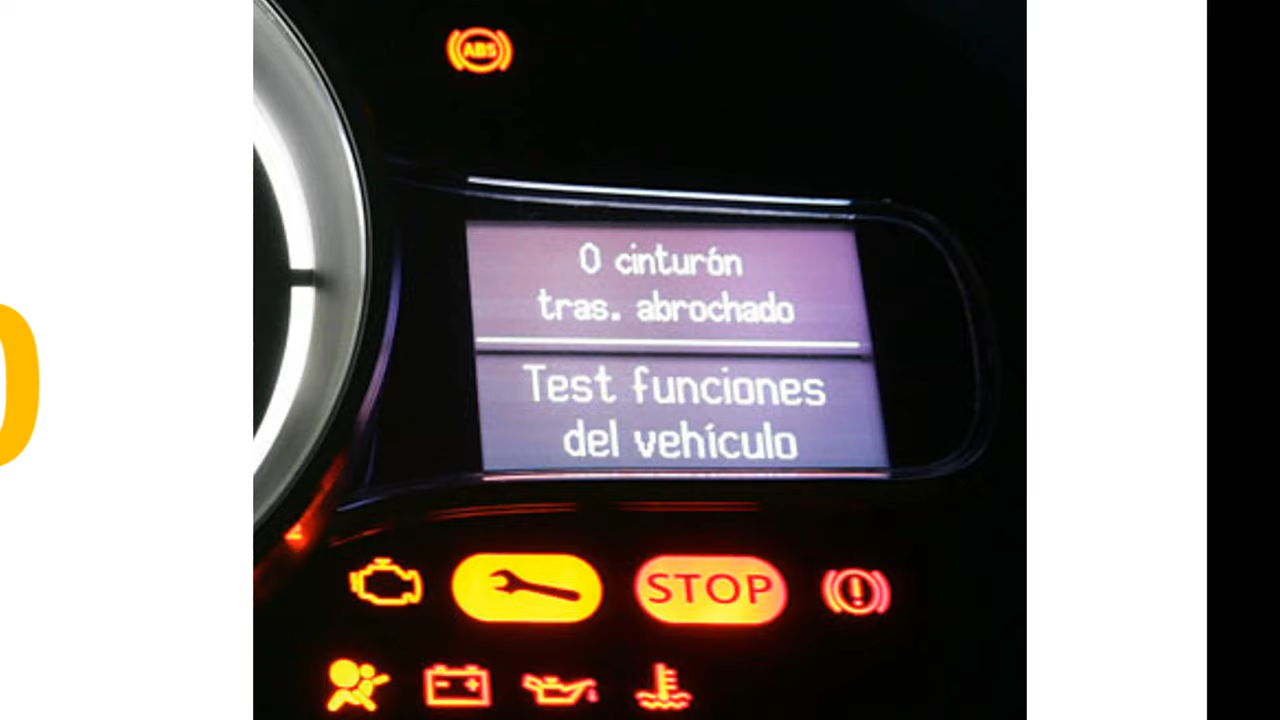 ABS
0 cinturón
tras. abrochado
Test funciones
del vehículo
STOP